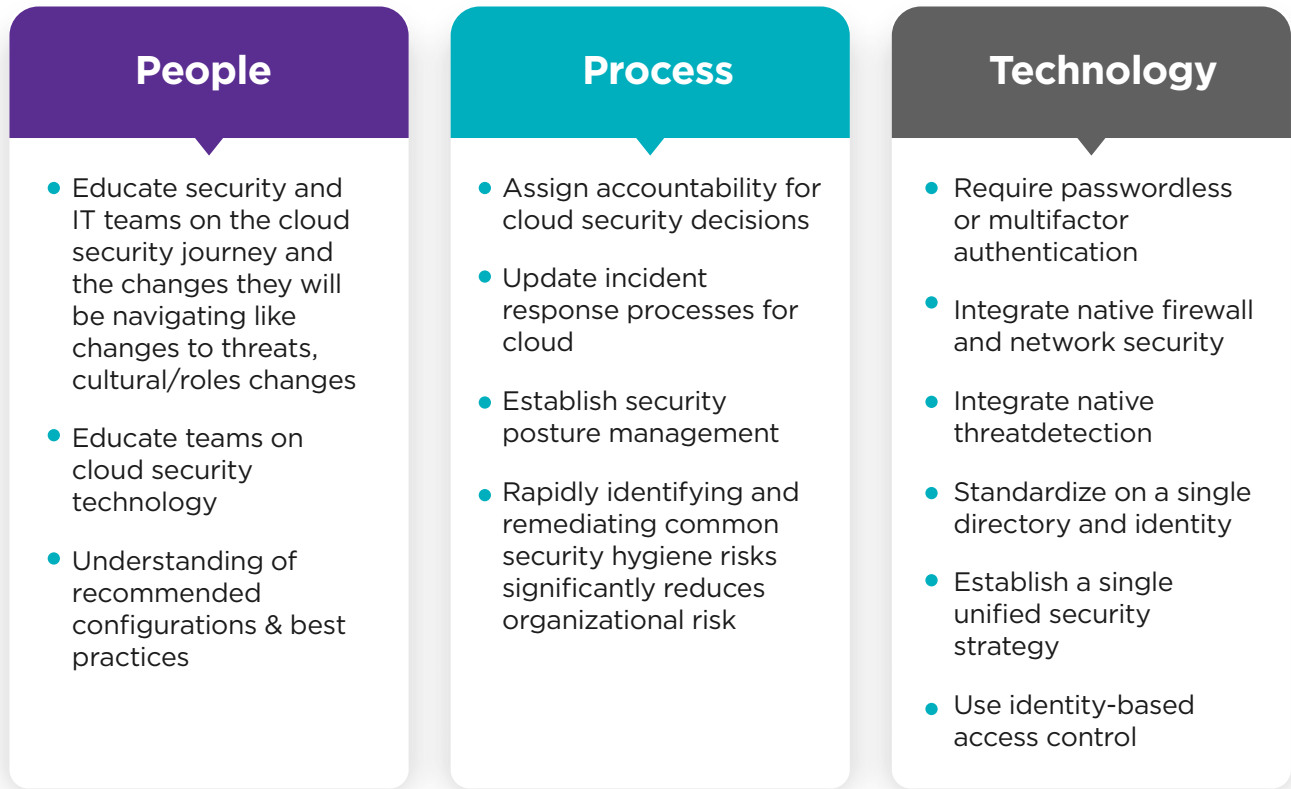 People
Educate security and
IT teams on the cloud
security journey and
the changes they will
be navigating like
changes to threats,
cultural/roles changes
Educate teams on
cloud security
technology
Understanding of
recommended
configurations & best
practices
Process
Assign accountability for
cloud security decisions
Update incident
response processes for
cloud
Establish security
posture management
Rapidly identifying and
remediating common
security hygiene risks
significantly reduces
organizational risk
Technology
Require passwordless
or multifactor
authentication
Integrate native firewall
and network security
Integrate native
threatdetection
Standardize on a single
directory and identity
Establish a single
unified security
strategy
Use identity-based
access control